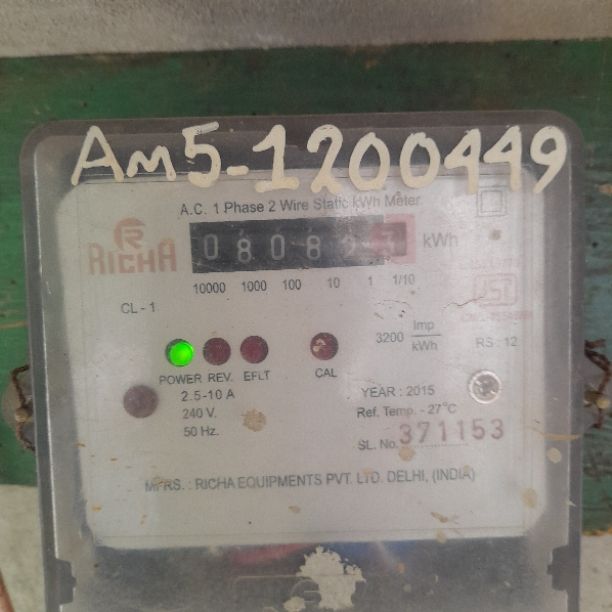 AM5-1200449
A.C. 1 Phase 2 Wire Static kWh Meter
RICHA
kWh
10000 1000 100 10 1 1/10
CL - 1
3200 Imp/kWh
RS : 12
POWER REV. EFLT
CAL
2.5-10 A
240 V.
50 Hz.
YEAR : 2015
Ref. Temp. - 27°C
SL. No. 371153
MFRS. : RICHA EQUIPMENTS PVT. LTD. DELHI, (INDIA)